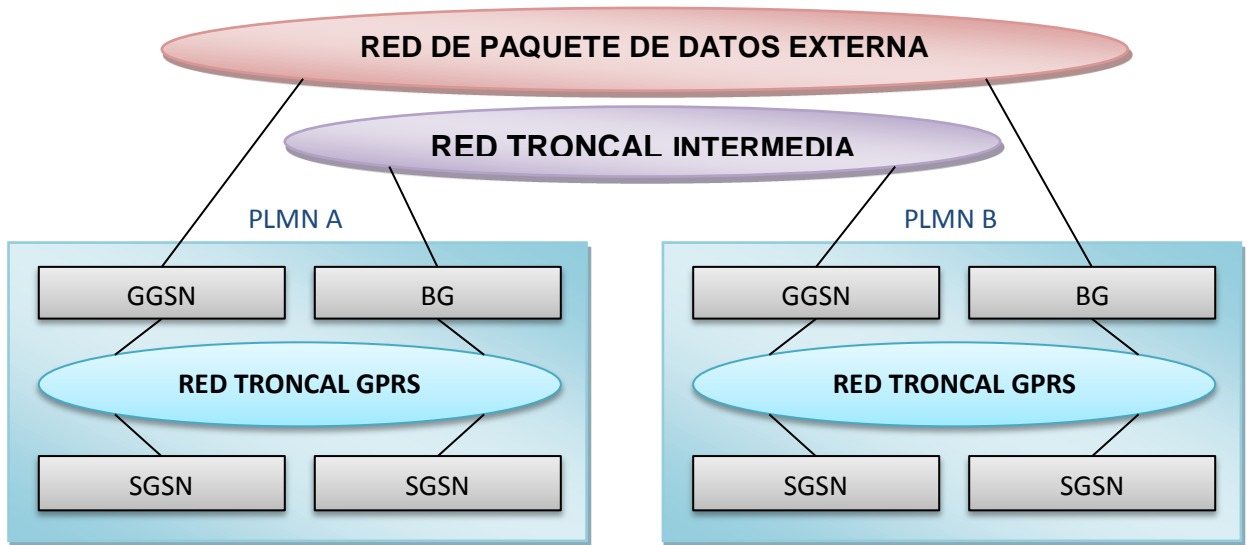 RED DE PAQUETE DE DATOS EXTERNA
RED TRONCAL INTERMEDIA
PLMN A
PLMN B
GGSN
BG
GGSN
BG
RED TRONCAL GPRS
RED TRONCAL GPRS
SGSN
SGSN
SGSN
SGSN